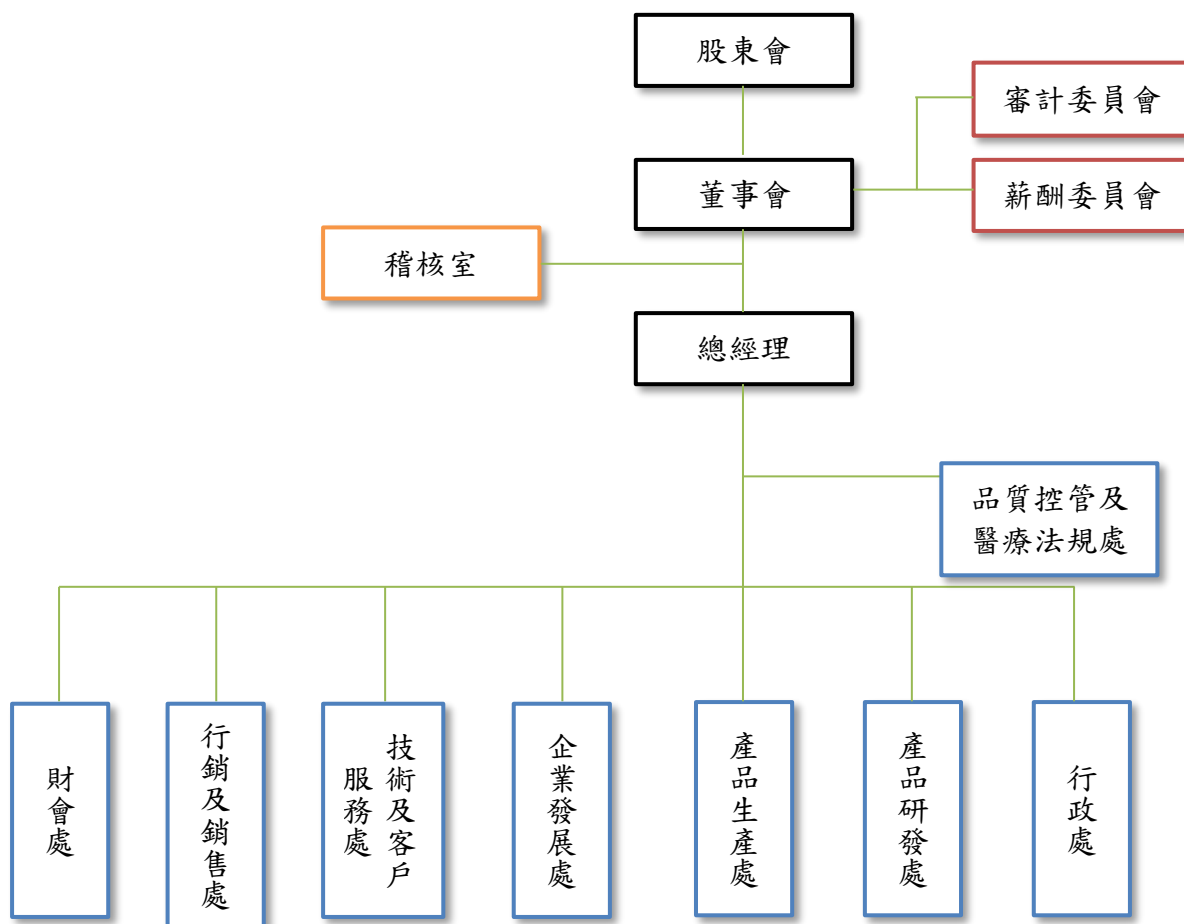 股東會
審計委員會
董事會
薪酬委員會
稽核室
總經理
品質控管及
醫療法規處
財會處
行銷及銷售處
技術及客戶
服務處
企業發展處
產品生產處
產品研發處
行政處